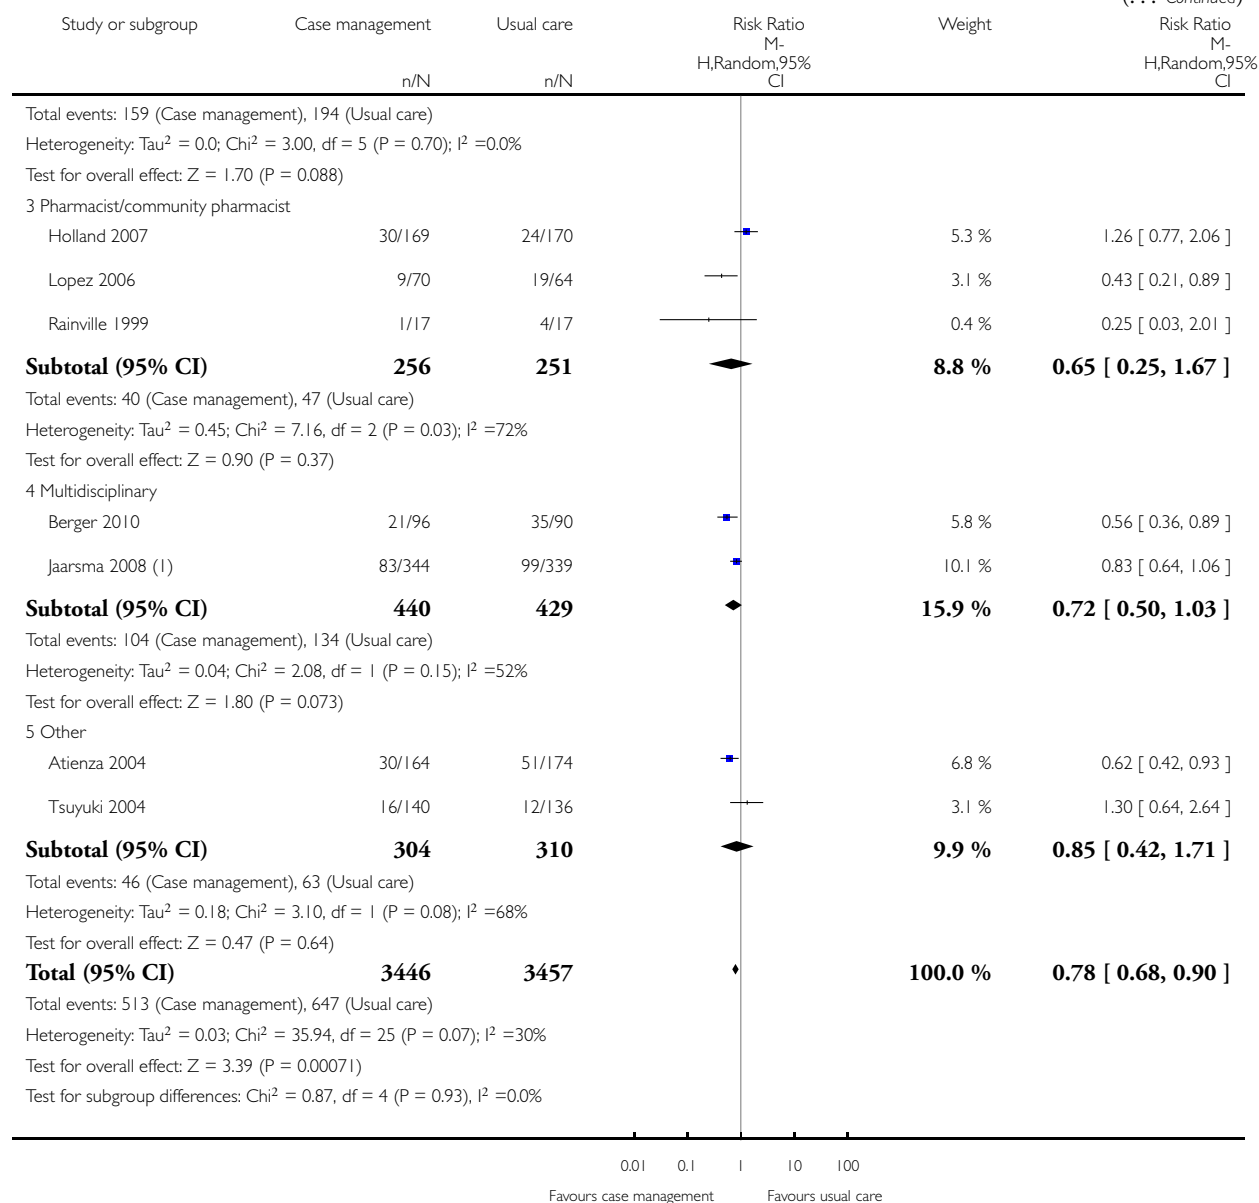 (... Continued)
Study or subgroup Case management Usual care Risk Ratio Weight Risk Ratio
M- M-
H,Random,95% H,Random,95%
n/N n/N CI CI
Total events: 159 (Case management), 194 (Usual care)
Heterogeneity: Tau² = 0.0; Chi² = 3.00, df = 5 (P = 0.70); I² =0.0%
Test for overall effect: Z = 1.70 (P = 0.088)
3 Pharmacist/community pharmacist
Holland 2007 30/169 24/170 5.3 % 1.26 [ 0.77, 2.06 ]
Lopez 2006 9/70 19/64 3.1 % 0.43 [ 0.21, 0.89 ]
Rainville 1999 1/17 4/17 0.4 % 0.25 [ 0.03, 2.01 ]
Subtotal (95% CI) 256 251 8.8 % 0.65 [ 0.25, 1.67 ]
Total events: 40 (Case management), 47 (Usual care)
Heterogeneity: Tau² = 0.45; Chi² = 7.16, df = 2 (P = 0.03); I² =72%
Test for overall effect: Z = 0.90 (P = 0.37)
4 Multidisciplinary
Berger 2010 21/96 35/90 5.8 % 0.56 [ 0.36, 0.89 ]
Jaarsma 2008 (1) 83/344 99/339 10.1 % 0.83 [ 0.64, 1.06 ]
Subtotal (95% CI) 440 429 15.9 % 0.72 [ 0.50, 1.03 ]
Total events: 104 (Case management), 134 (Usual care)
Heterogeneity: Tau² = 0.04; Chi² = 2.08, df = 1 (P = 0.15); I² =52%
Test for overall effect: Z = 1.80 (P = 0.073)
5 Other
Atienza 2004 30/164 51/174 6.8 % 0.62 [ 0.42, 0.93 ]
Tsuyuki 2004 16/140 12/136 3.1 % 1.30 [ 0.64, 2.64 ]
Subtotal (95% CI) 304 310 9.9 % 0.85 [ 0.42, 1.71 ]
Total events: 46 (Case management), 63 (Usual care)
Heterogeneity: Tau² = 0.18; Chi² = 3.10, df = 1 (P = 0.08); I² =68%
Test for overall effect: Z = 0.47 (P = 0.64)
Total (95% CI) 3446 3457 100.0 % 0.78 [ 0.68, 0.90 ]
Total events: 513 (Case management), 647 (Usual care)
Heterogeneity: Tau² = 0.03; Chi² = 35.94, df = 25 (P = 0.07); I² =30%
Test for overall effect: Z = 3.39 (P = 0.00071)
Test for subgroup differences: Chi² = 0.87, df = 4 (P = 0.93), I² =0.0%
0.01 0.1 1 10 100
Favours case management Favours usual care